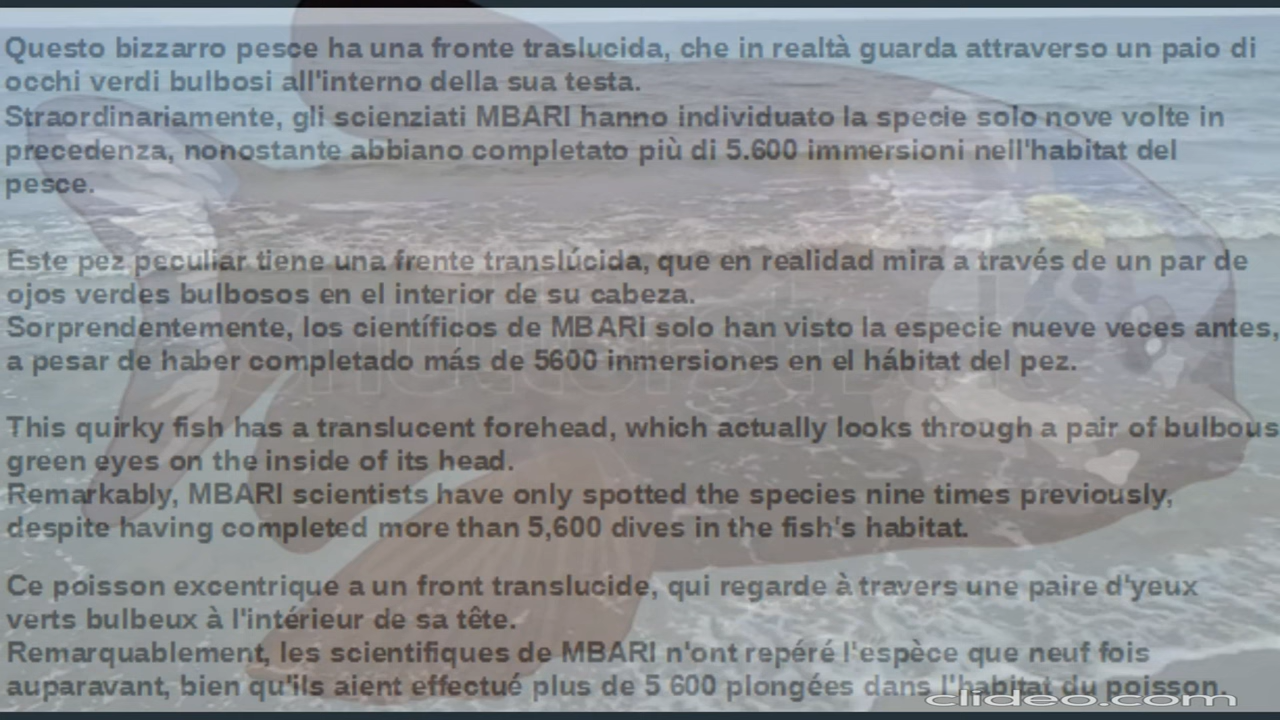 Questo bizzarro pesce ha una fronte traslucida, che in realtà guarda attraverso un paio di
occhi verdi bulbosi all'interno della sua testa.
Straordinariamente, gli scienziati MBARI hanno individuato la specie solo nove volte in
precedenza, nonostante abbiano completato più di 5.600 immersioni nell'habitat del
pesce.
Este pez peculiar tiene una frente translúcida, que en realidad mira a través de un par de
ojos verdes bulbosos en el interior de su cabeza.
Sorprendentemente, los científicos de MBARI solo han visto la especie nueve veces antes,
a pesar de haber completado más de 5600 inmersiones en el hábitat del pez.
This quirky fish has a translucent forehead, which actually looks through a pair of bulbous
green eyes on the inside of its head.
Remarkably, MBARI scientists have only spotted the species nine times previously,
despite having completed more than 5,600 dives in the fish's habitat.
Ce poisson excentrique a un front translucide, qui regarde à travers une paire d'yeux
verts bulbeux à l'intérieur de sa tête.
Remarquablement, les scientifiques de MBARI n'ont repéré l'espèce que neuf fois
auparavant, bien qu'ils aient effectué plus de 5 600 plongées dans l'habitat du poisson.
clideo.com
shutterstock